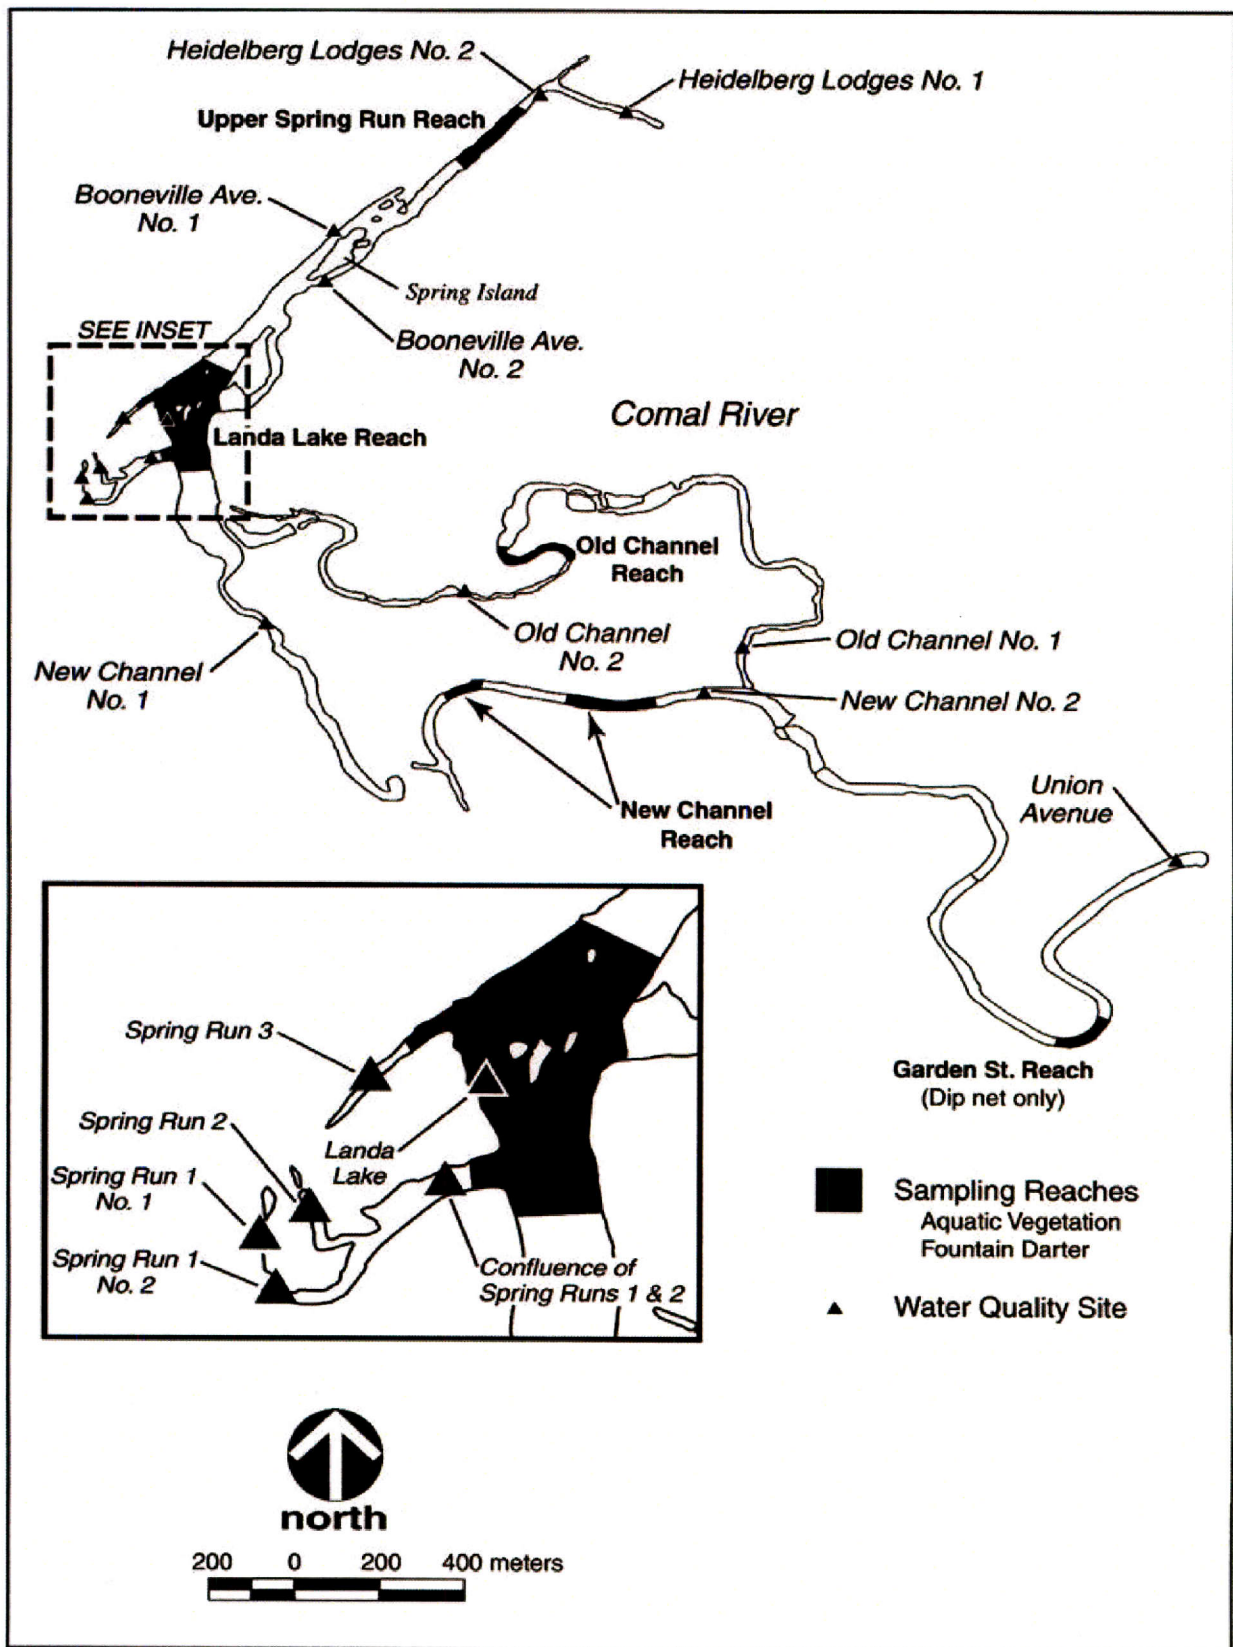 Heidelberg Lodges No. 2
Heidelberg Lodges No. 1
Upper Spring Run Reach
Booneville Ave.
No. 1
Spring Island
SEE INSET
Booneville Ave.
No. 2
Comal River
Landa Lake Reach
Old Channel
Reach
Old Channel
No. 2
Old Channel No. 1
New Channel
No. 1
New Channel No. 2
New Channel
Reach
Union
Avenue
Spring Run 3
Spring Run 2
Landa
Lake
Spring Run 1
No. 1
Spring Run 1
No. 2
Confluence of
Spring Runs 1 & 2
Garden St. Reach
(Dip net only)
Sampling Reaches
Aquatic Vegetation
Fountain Darter
Water Quality Site
north
200 0 200 400 meters